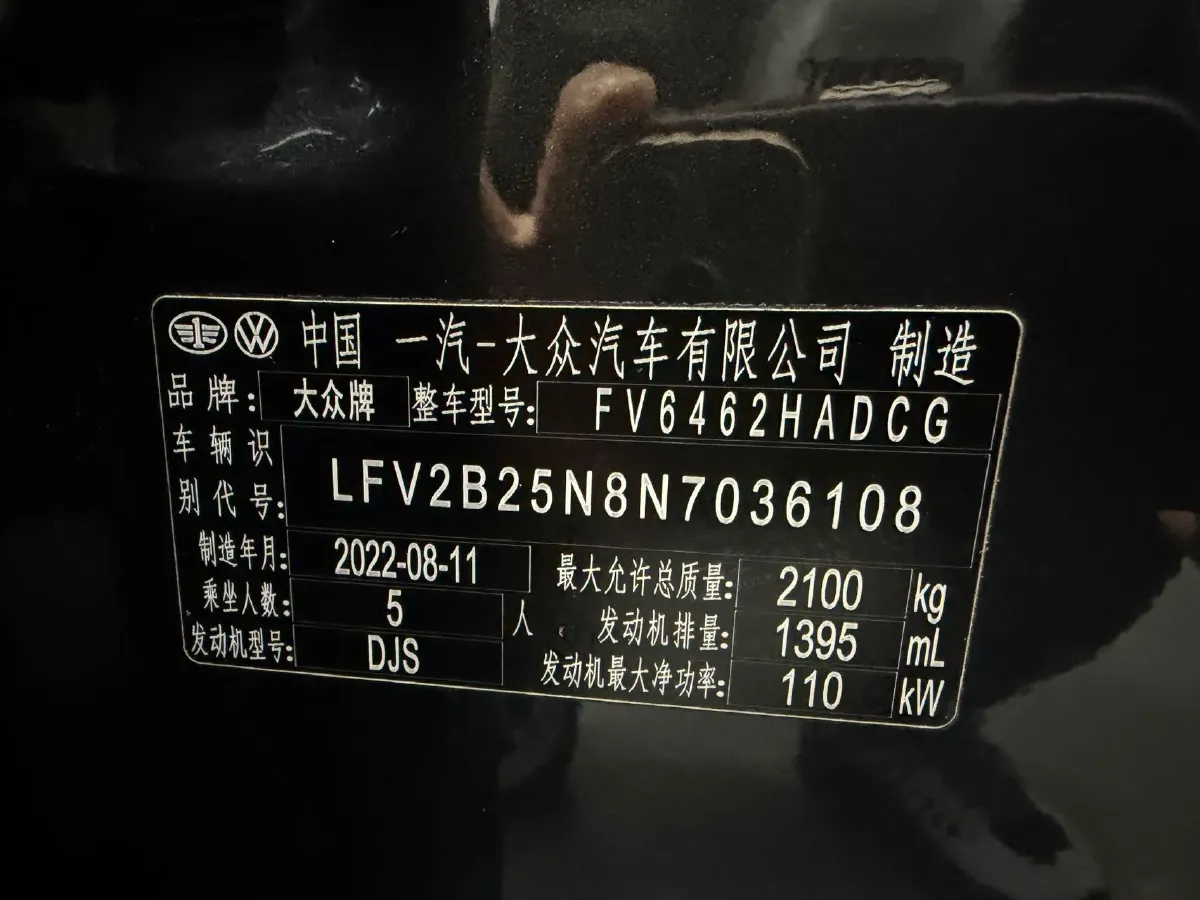 中国 一汽-大众汽车有限公司 制造
品牌: 大众牌 整车型号: FV6462HADCG
车辆识别代号: LFV2B25N8N7036108
制造年月: 2022-08-11 最大允许总质量: 2100 kg
乘坐人数: 5 人 发动机排量: 1395 mL
发动机型号: DJS 发动机最大净功率: 110 kW